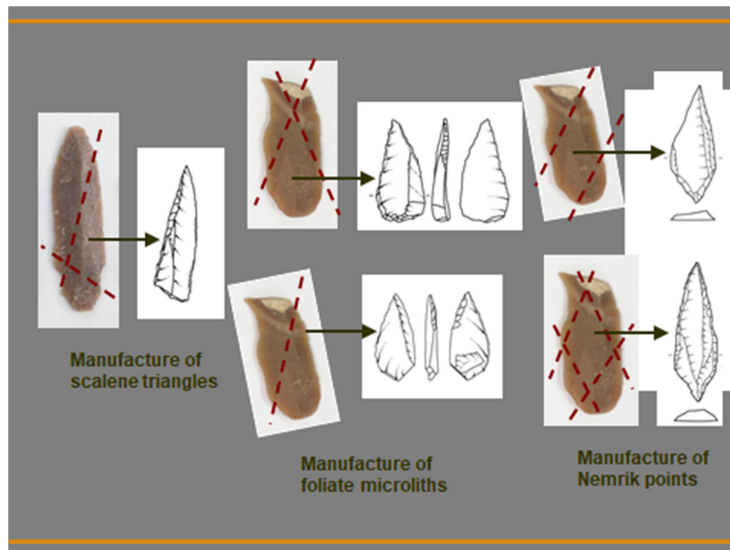 Manufacture of
scalene triangles
Manufacture of
foliate microliths
Manufacture of
Nemrik points